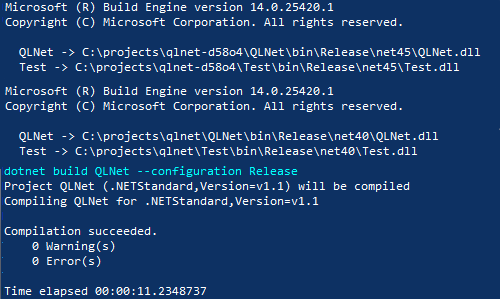 Microsoft (R) Build Engine version 14.0.25420.1
Copyright (C) Microsoft Corporation. All rights reserved.
QLNet -> C:\projects\qlnet-d58o4\QLNet\bin\Release\net45\QLNet.dll
Test -> C:\projects\qlnet-d58o4\Test\bin\Release\net45\Test.dll
Microsoft (R) Build Engine version 14.0.25420.1
Copyright (C) Microsoft Corporation. All rights reserved.
QLNet -> C:\projects\qlnet\QLNet\bin\Release\net40\QLNet.dll
Test -> C:\projects\qlnet\Test\bin\Release\net40\Test.dll
dotnet build QLNet --configuration Release
Project QLNet (.NETStandard,Version=v1.1) will be compiled
Compiling QLNet for .NETStandard,Version=v1.1
Compilation succeeded.
0 Warning(s)
0 Error(s)
Time elapsed 00:00:11.2348737